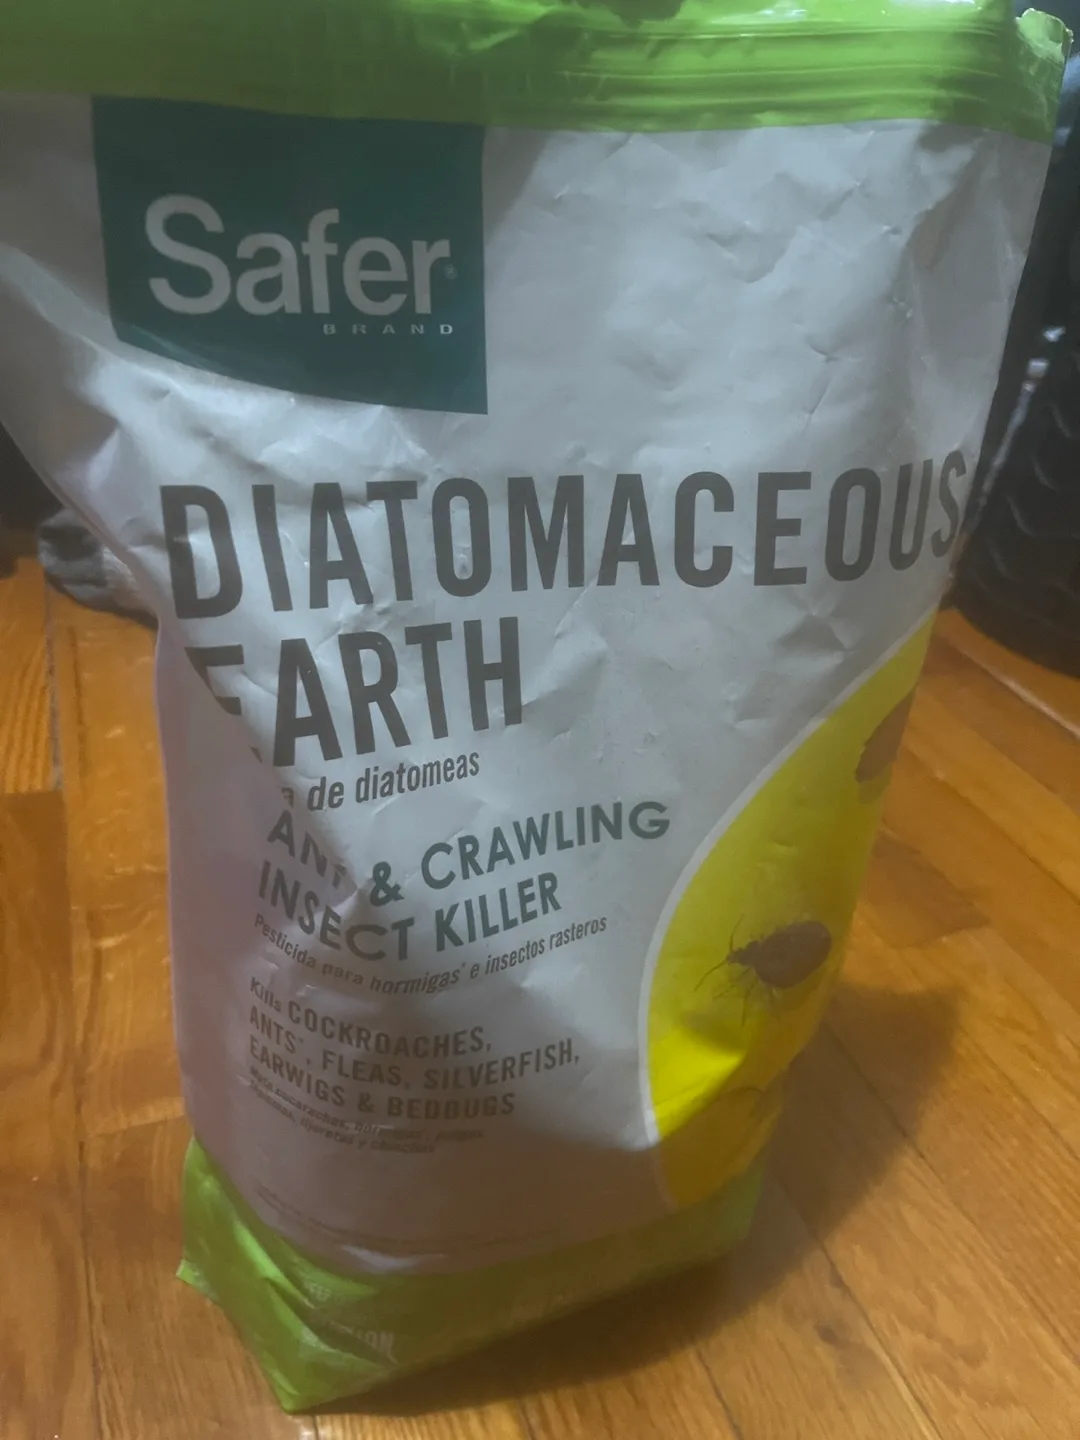 Safer®
BRAND
DIATOMACEOUS
EARTH
de diatomeas
ANT & CRAWLING
INSECT KILLER
Pesticida para hormigas* e insectos rasteros
Kills COCKROACHES,
ANTS*, FLEAS, SILVERFISH,
EARWIGS & BEDBUGS